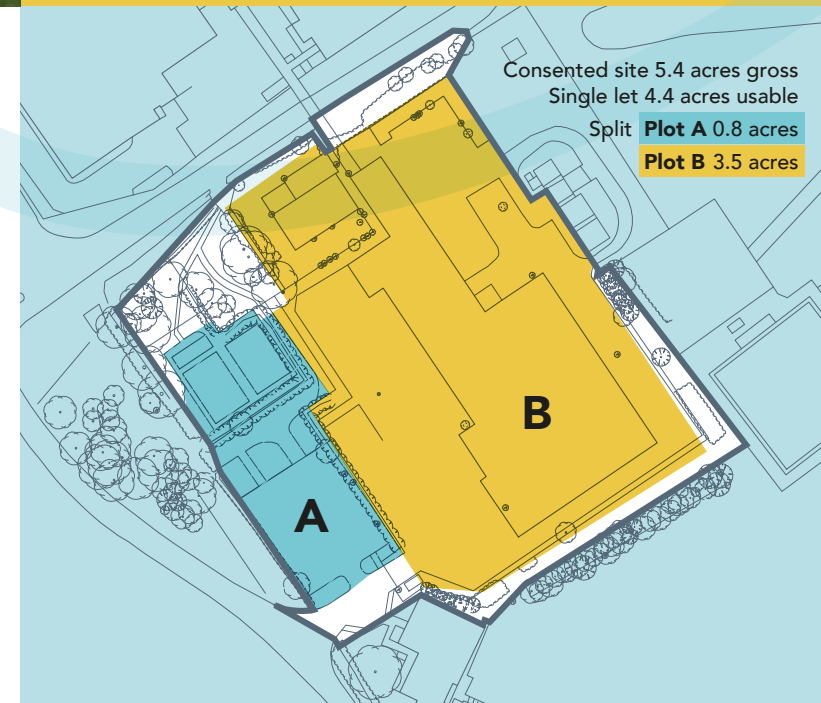 Consented site 5.4 acres gross
Single let 4.4 acres usable
Split Plot A 0.8 acres
Plot B 3.5 acres
B
A